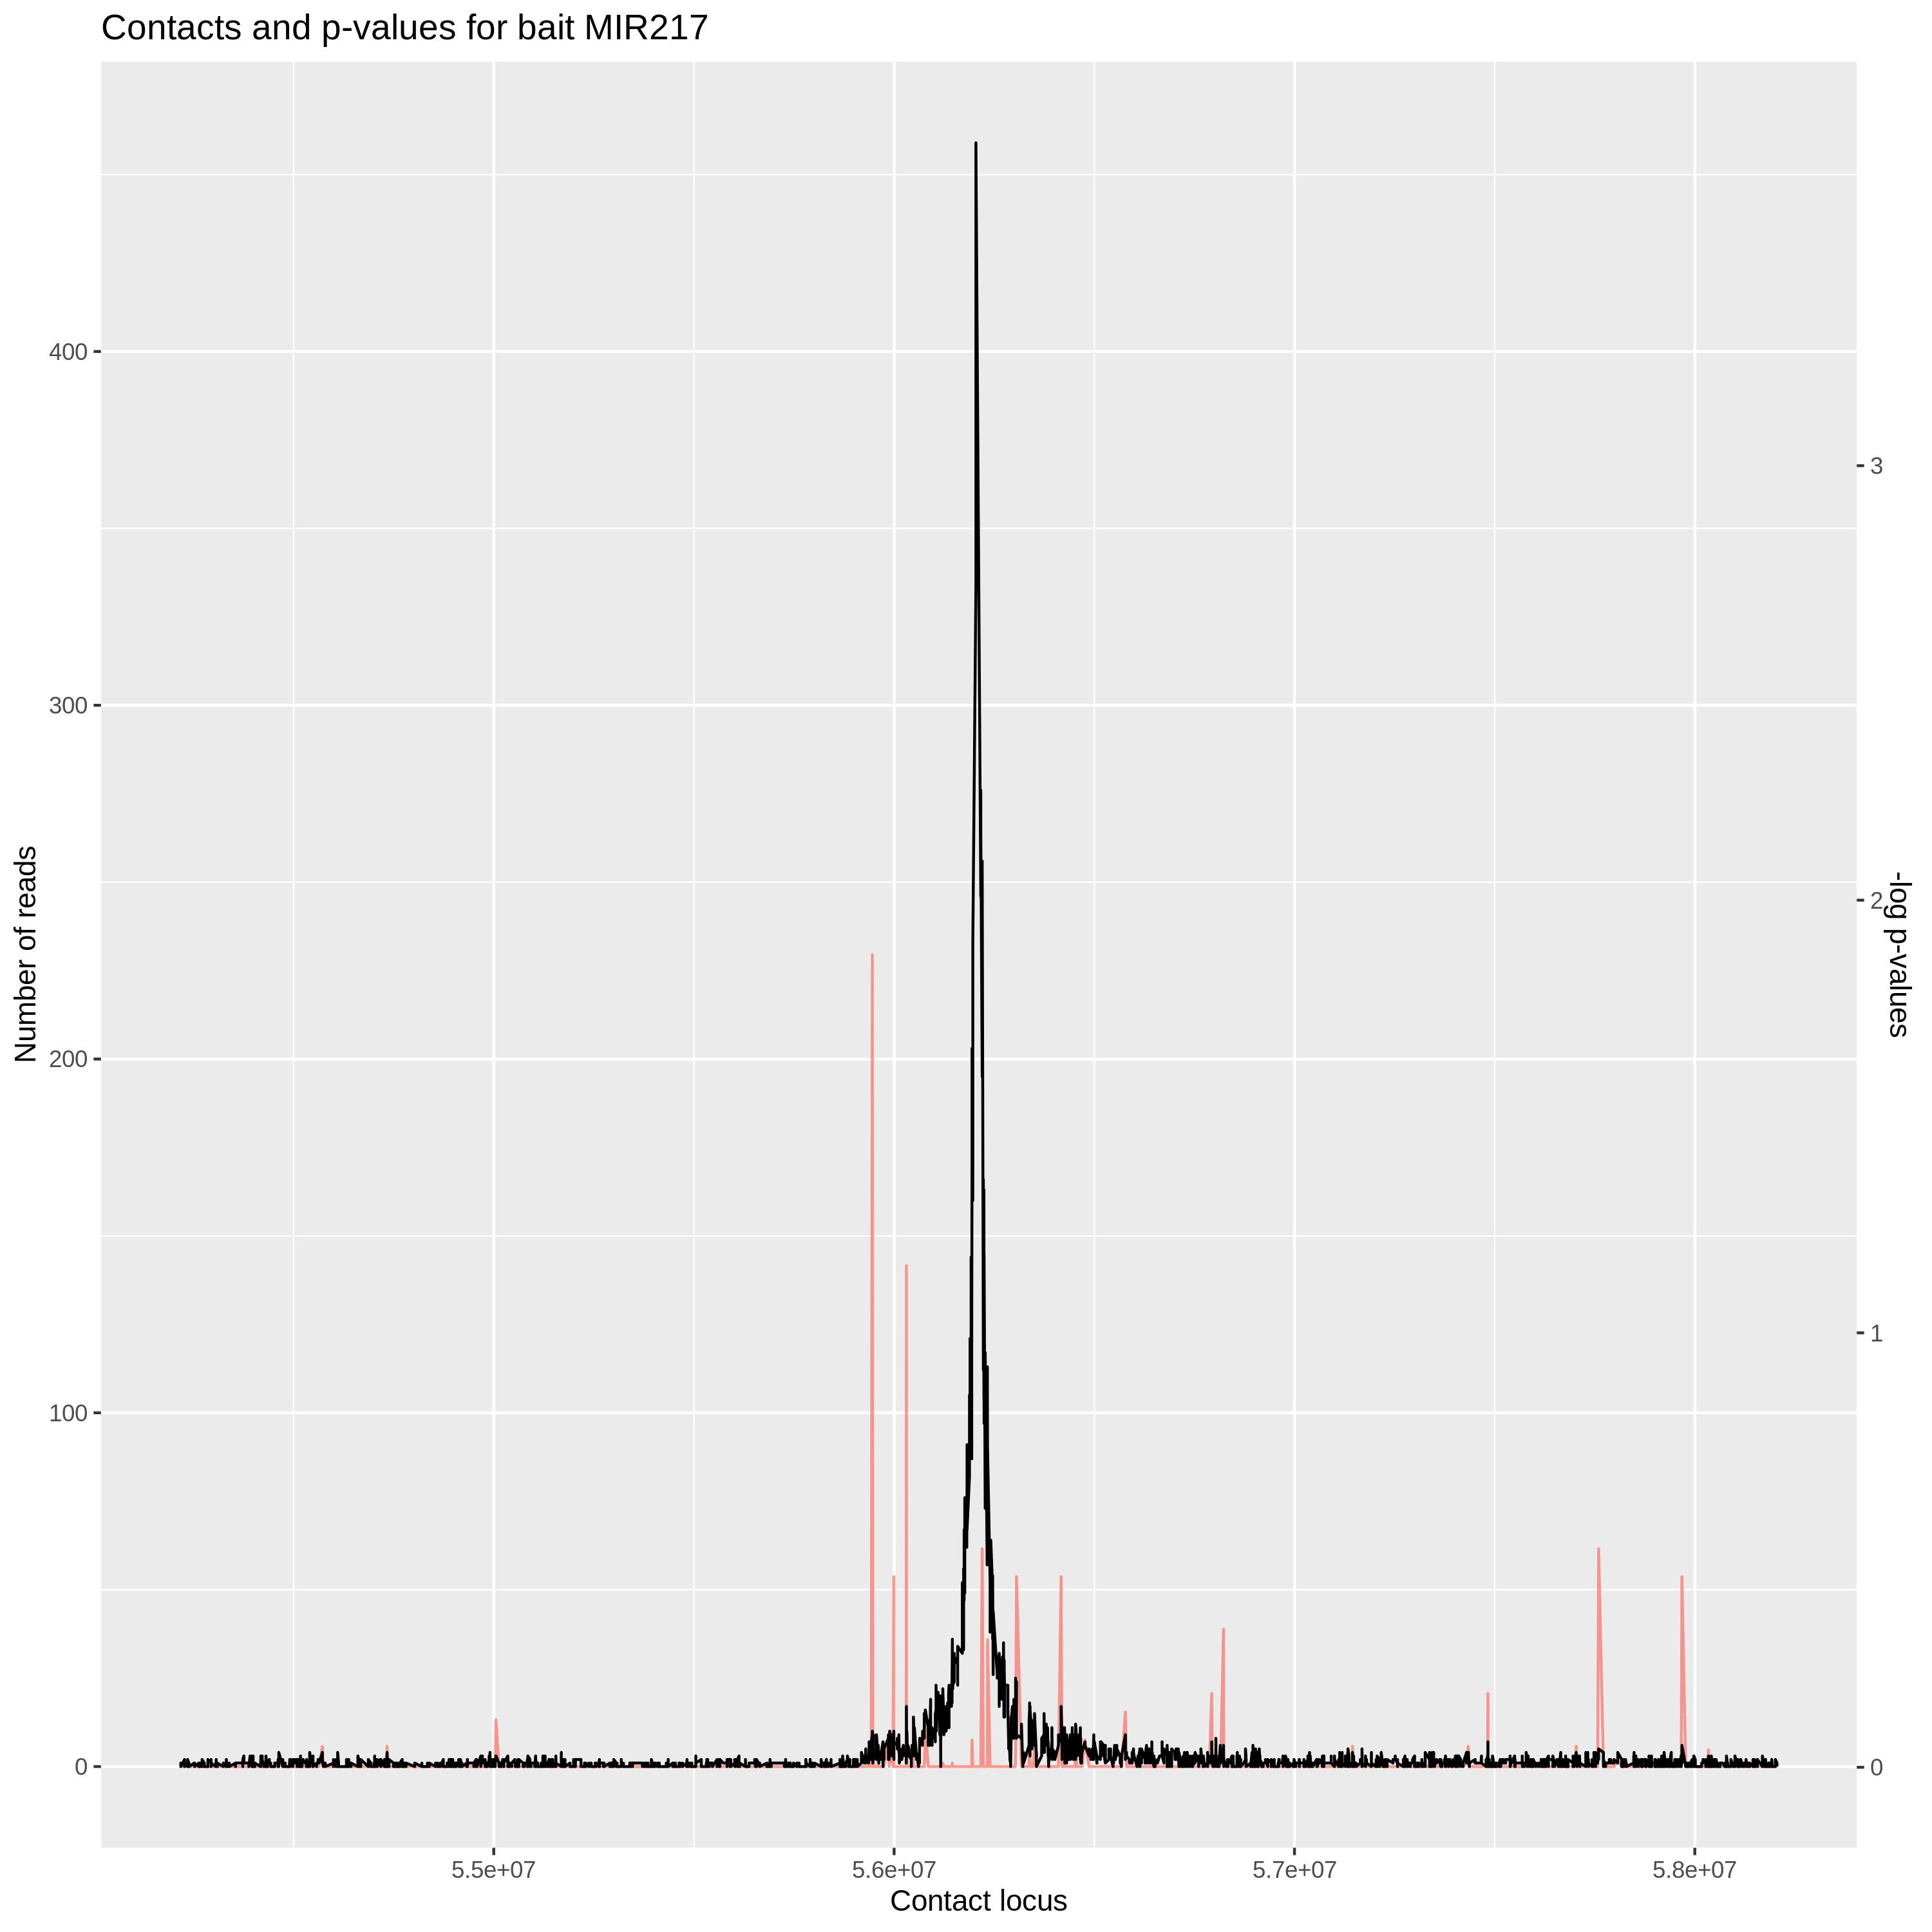 Contacts and p-values for bait MIR217
Number of reads
400
300
200
100
0
3
2
1
0
-log p-values
5.5e+07
5.6e+07
5.7e+07
5.8e+07
Contact locus